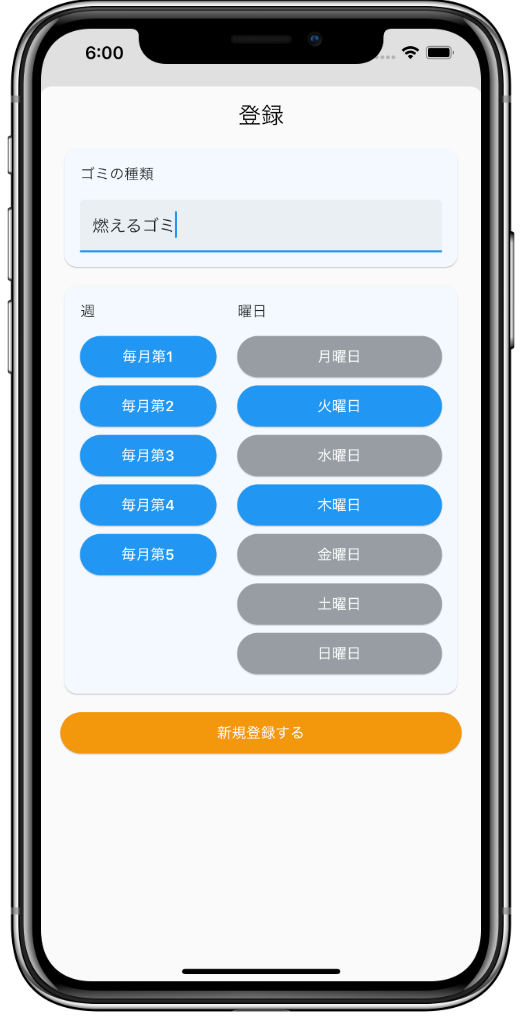 6:00
登録
ゴミの種類
燃えるゴミ
週
曜日
毎月第1
月曜日
毎月第2
火曜日
毎月第3
水曜日
毎月第4
木曜日
毎月第5
金曜日
土曜日
日曜日
新規登録する